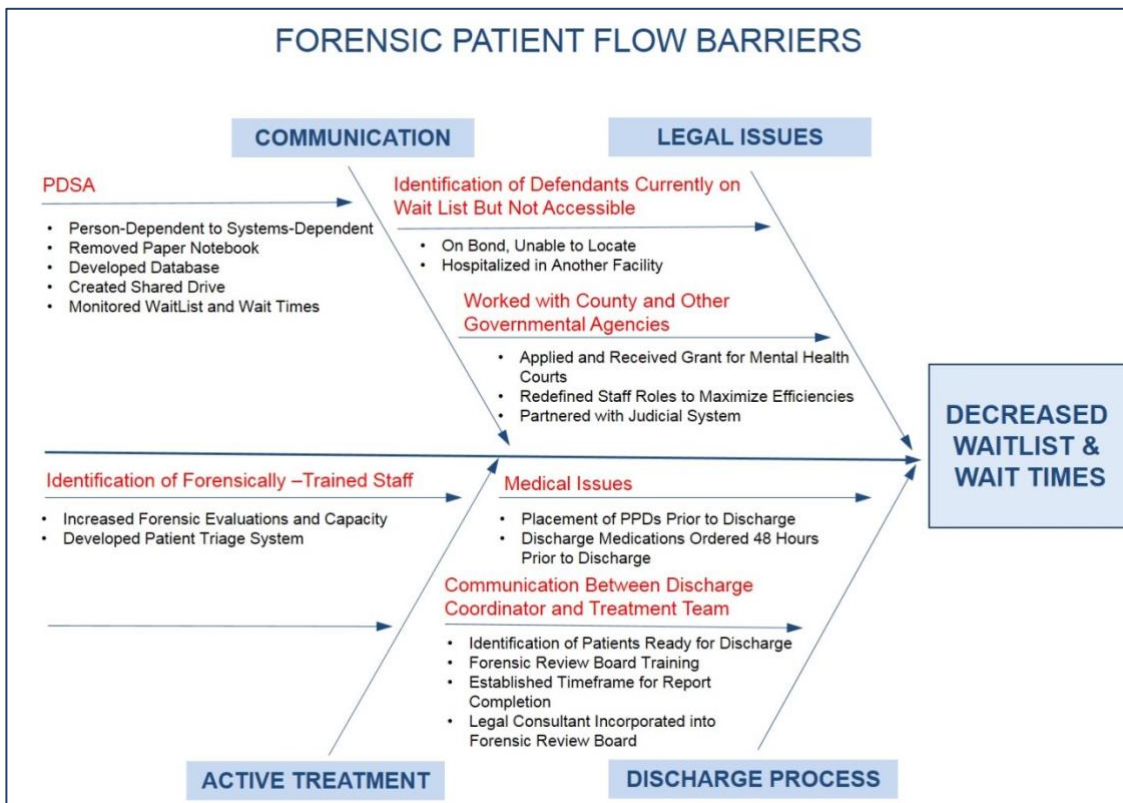 FORENSIC PATIENT FLOW BARRIERS
COMMUNICATION
LEGAL ISSUES
PDSA
• Person-Dependent to Systems-Dependent
• Removed Paper Notebook
• Developed Database
• Created Shared Drive
• Monitored WaitList and Wait Times
Identification of Defendants Currently on
Wait List But Not Accessible
• On Bond, Unable to Locate
• Hospitalized in Another Facility
Worked with County and Other
Governmental Agencies
• Applied and Received Grant for Mental Health
Courts
• Redefined Staff Roles to Maximize Efficiencies
• Partnered with Judicial System
DECREASED
WAITLIST &
WAIT TIMES
Identification of Forensically –Trained Staff
• Increased Forensic Evaluations and Capacity
• Developed Patient Triage System
Medical Issues
• Placement of PPDs Prior to Discharge
• Discharge Medications Ordered 48 Hours
Prior to Discharge
Communication Between Discharge
Coordinator and Treatment Team
• Identification of Patients Ready for Discharge
• Forensic Review Board Training
• Established Timeframe for Report
Completion
• Legal Consultant Incorporated into
Forensic Review Board
ACTIVE TREATMENT
DISCHARGE PROCESS